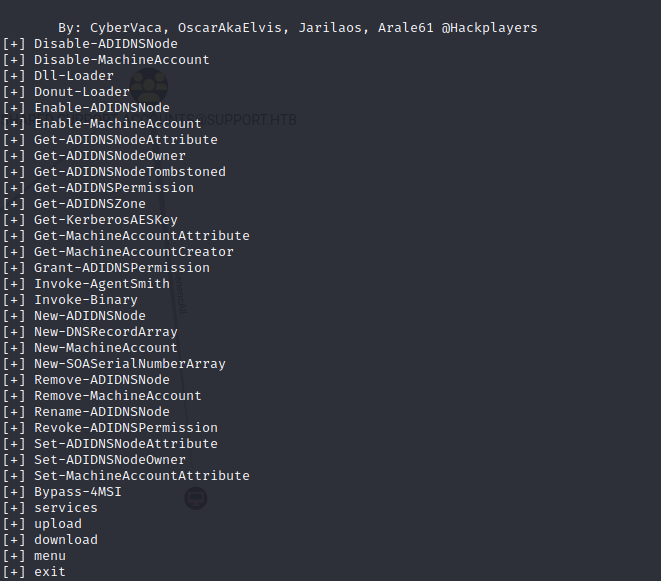 By: CyberVaca, OscarAkaElvis, Jarilaos, Arale61 @Hackplayers
[+] Disable-ADIDNSNode
[+] Disable-MachineAccount
[+] Dll-Loader
[+] Donut-Loader
[+] Enable-ADIDNSNode
[+] Enable-MachineAccount
[+] Get-ADIDNSNodeAttribute
[+] Get-ADIDNSNodeOwner
[+] Get-ADIDNSNodeTombstoned
[+] Get-ADIDNSPermission
[+] Get-ADIDNSZone
[+] Get-KerberosAESKey
[+] Get-MachineAccountAttribute
[+] Get-MachineAccountCreator
[+] Grant-ADIDNSPermission
[+] Invoke-AgentSmith
[+] Invoke-Binary
[+] New-ADIDNSNode
[+] New-DNSRecordArray
[+] New-MachineAccount
[+] New-SOASerialNumberArray
[+] Remove-ADIDNSNode
[+] Remove-MachineAccount
[+] Rename-ADIDNSNode
[+] Revoke-ADIDNSPermission
[+] Set-ADIDNSNodeAttribute
[+] Set-ADIDNSNodeOwner
[+] Set-MachineAccountAttribute
[+] Bypass-4MSI
[+] services
[+] upload
[+] download
[+] menu
[+] exit